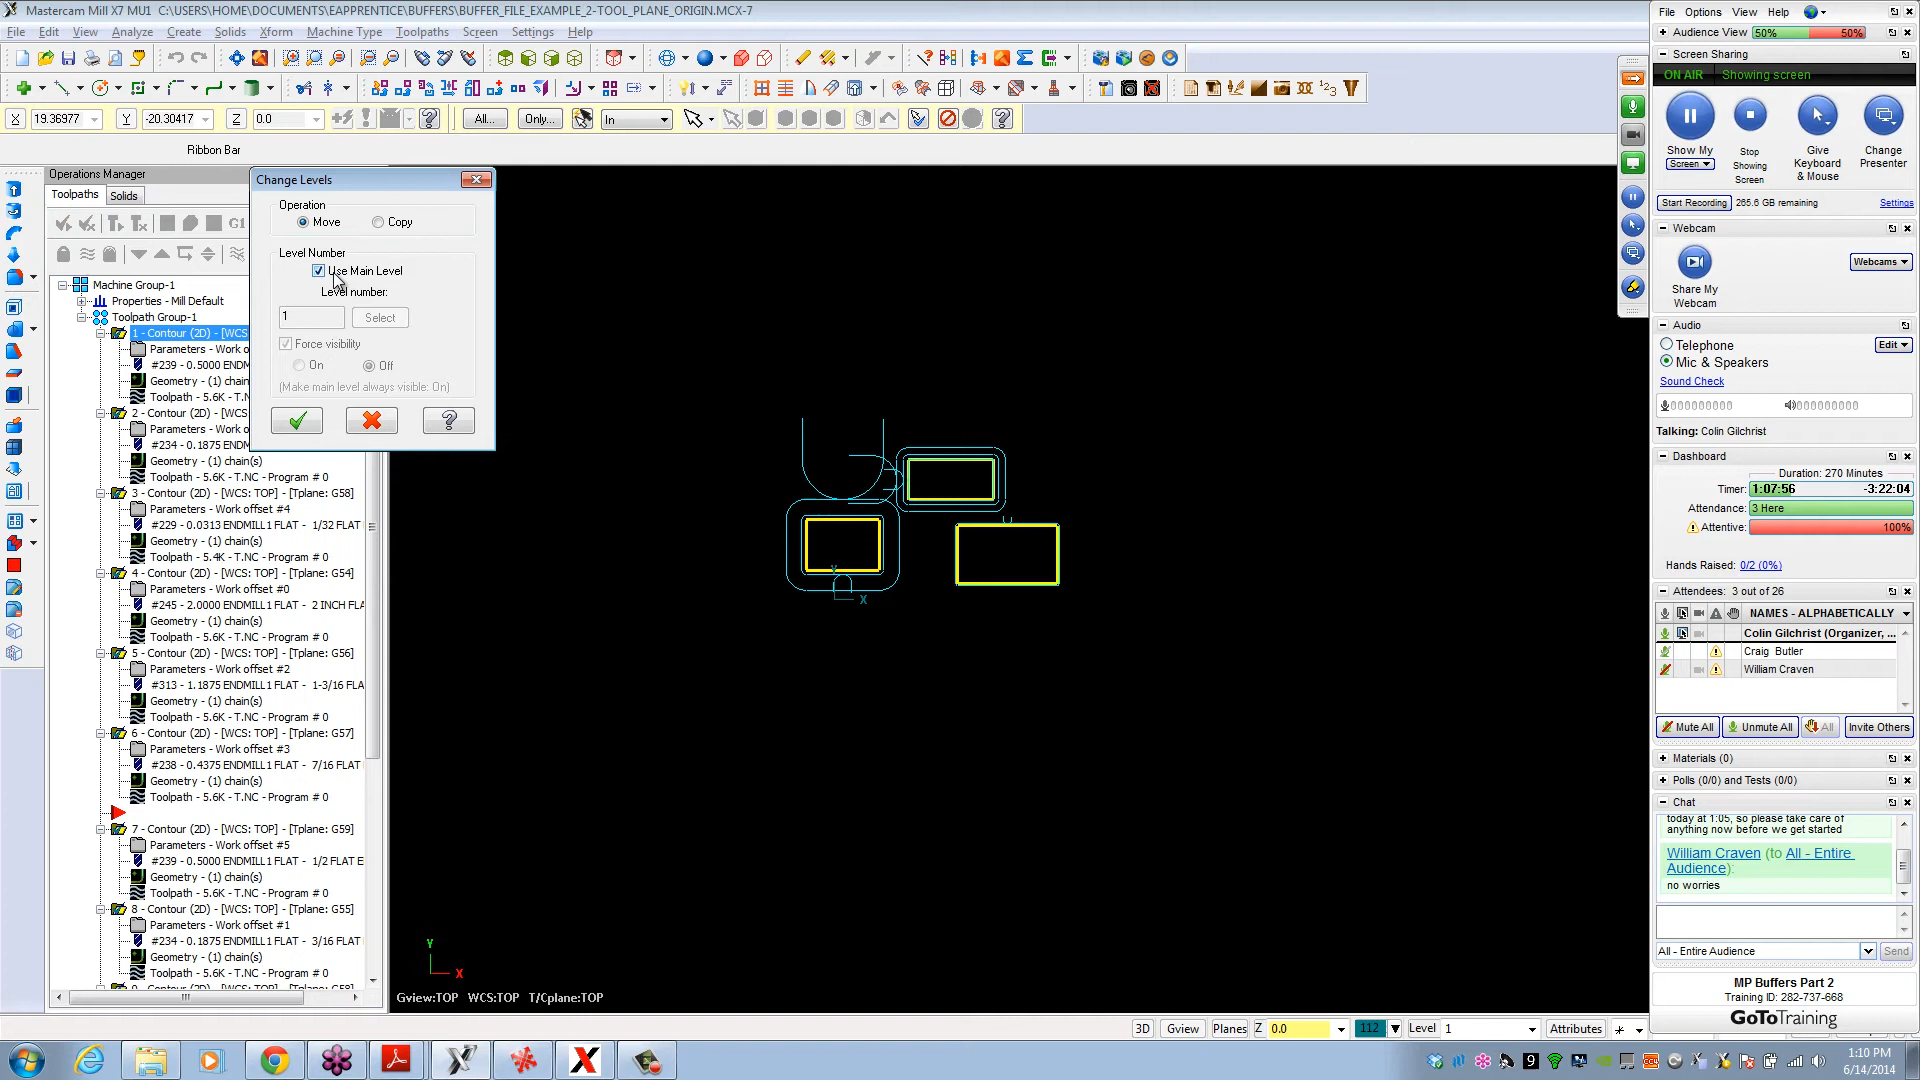 Mastercam Mill X7 MU1 C:\USERS\HOME\DOCUMENTS\EAPPRENTICE\BUFFERS\BUFFER_FILE_EXAMPLE_2-TOOL_PLANE_ORIGIN.MCX-7
File Edit View Analyze Create Solids Xform Machine Type Toolpaths Screen Settings Help
X 19.36977 Y -20.30417 Z 0.0 All... Only... In
Ribbon Bar
Operations Manager
Toolpaths Solids
G1
Machine Group-1
Properties - Mill Default
Toolpath Group-1
1 - Contour (2D) - [WCS
Parameters - Work o
#239 - 0.5000 ENDM
Geometry - (1) chain
Toolpath - 5.6K - T.N
2 - Contour (2D) - [WCS
Parameters - Work o
#234 - 0.1875 ENDM
Geometry - (1) chain(s)
Toolpath - 5.6K - T.NC - Program # 0
3 - Contour (2D) - [WCS: TOP] - [Tplane: G58]
Parameters - Work offset #4
#229 - 0.0313 ENDMILL FLAT - 1/32 FLAT
Geometry - (1) chain(s)
Toolpath - 5.4K - T.NC - Program # 0
4 - Contour (2D) - [WCS: TOP] - [Tplane: G54]
Parameters - Work offset #0
#245 - 2.0000 ENDMILL FLAT - 2 INCH FLA
Geometry - (1) chain(s)
Toolpath - 5.6K - T.NC - Program # 0
5 - Contour (2D) - [WCS: TOP] - [Tplane: G56]
Parameters - Work offset #2
#313 - 1.1875 ENDMILL1 FLAT - 1-3/16 FLA
Geometry - (1) chain(s)
Toolpath - 5.6K - T.NC - Program # 0
6 - Contour (2D) - [WCS: TOP] - [Tplane: G57]
Parameters - Work offset #3
#238 - 0.4375 ENDMILL1 FLAT - 7/16 FLAT
Geometry - (1) chain(s)
Toolpath - 5.6K - T.NC - Program # 0
7 - Contour (2D) - [WCS: TOP] - [Tplane: G59]
Parameters - Work offset #5
#239 - 0.5000 ENDMILL1 FLAT - 1/2 FLAT E
Geometry - (1) chain(s)
Toolpath - 5.6K - T.NC - Program # 0
8 - Contour (2D) - [WCS: TOP] - [Tplane: G55]
Parameters - Work offset #1
#234 - 0.1875 ENDMILL1 FLAT - 3/16 FLAT
Geometry - (1) chain(s)
Toolpath - 5.6K - T.NC - Program # 0
Change Levels
Operation
Move Copy
Level Number
Use Main Level
Level number:
1 Select
Force visibility
On Off
(Make main level always visible: On)
Y
X
Y
X
Gview:TOP WCS:TOP T/Cplane:TOP
3D Gview Planes Z 0.0 112 Level 1 Attributes
File Options View Help
Audience View 50% 50%
Screen Sharing
ON AIR Showing screen
Show My Screen
Stop Showing Screen
Give Keyboard & Mouse
Change Presenter
Start Recording 265.6 GB remaining Settings
Webcam
Share My Webcam
Webcams
Audio
Telephone Edit
Mic & Speakers
Sound Check
Talking: Colin Gilchrist
Dashboard
Duration: 270 Minutes
Timer: 1:07:56 -3:22:04
Attendance: 3 Here
Attentive: 100%
Hands Raised: 0/2 (0%)
Attendees: 3 out of 26
NAMES - ALPHABETICALLY
Colin Gilchrist (Organizer, ...
Craig Butler
William Craven
Mute All Unmute All All Invite Others
Materials (0)
Polls (0/0) and Tests (0/0)
Chat
today at 1:05, so please take care of
anything now before we get started
William Craven (to All - Entire
Audience):
no worries
All - Entire Audience Send
MP Buffers Part 2
Training ID: 282-737-668
GoToTraining
1:10 PM
6/14/2014